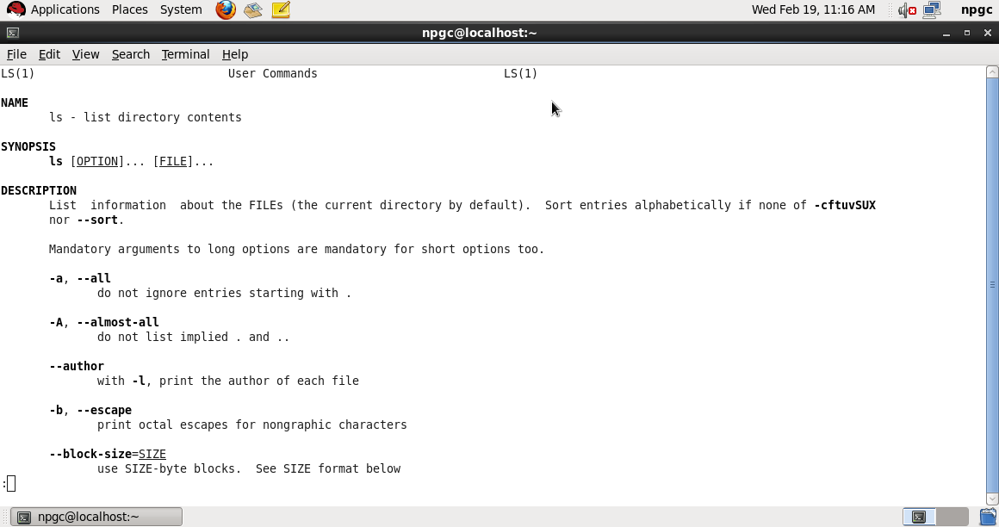 Applications Places System Wed Feb 19, 11:16 AM npgc
npgc@localhost:~
File Edit View Search Terminal Help
LS(1) User Commands LS(1)
NAME
ls - list directory contents
SYNOPSIS
ls [OPTION]... [FILE]...
DESCRIPTION
List information about the FILEs (the current directory by default). Sort entries alphabetically if none of -cftuvSUX
nor --sort.
Mandatory arguments to long options are mandatory for short options too.
-a, --all
do not ignore entries starting with .
-A, --almost-all
do not list implied . and ..
--author
with -l, print the author of each file
-b, --escape
print octal escapes for nongraphic characters
--block-size=SIZE
use SIZE-byte blocks. See SIZE format below
:
npgc@localhost:~